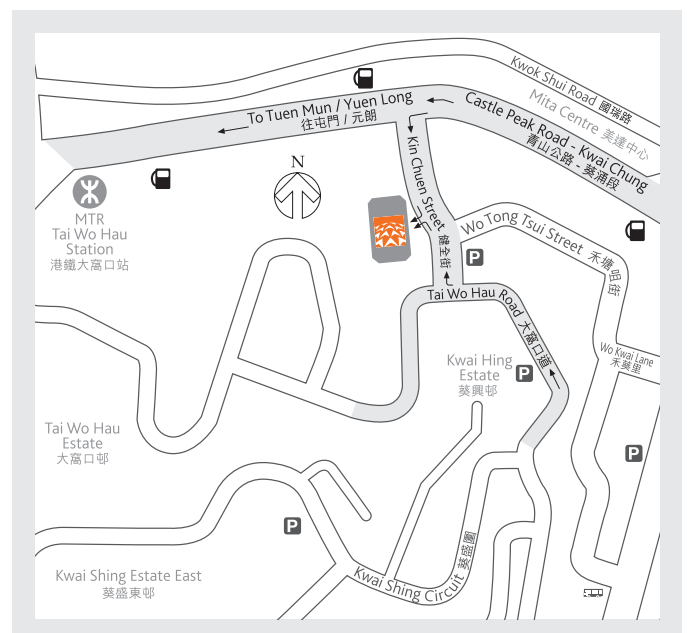 Kwok Shui Road 國瑞路
Mita Centre 美達中心
To Tuen Mun / Yuen Long
往屯門 / 元朗
Castle Peak Road - Kwai Chung
青山公路 - 葵涌段
N
MTR
Tai Wo Hau
Station
港鐵大窩口站
Kin Chuen Street 健全街
Wo Tong Tsui Street 禾塘咀街
P
Tai Wo Hau Road 大窩口道
Wo Kwai Lane
禾葵里
Kwai Hing
Estate
葵興邨
P
Tai Wo Hau
Estate
大窩口邨
P
P
Kwai Shing Estate East
葵盛東邨
Kwai Shing Circuit 葵盛圍